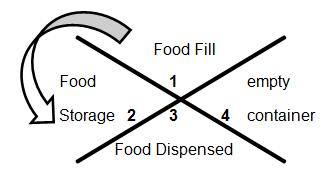 Food Fill
Food 1 empty
Storage 2 3 4 container
Food Dispensed